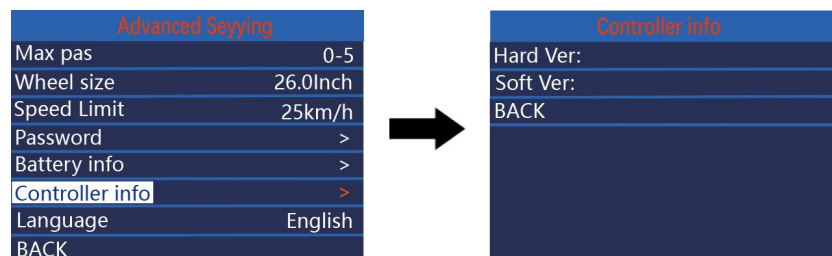 Advanced Seyying
Max pas 0-5
Wheel size 26.0Inch
Speed Limit 25km/h
Password >
Battery info >
Controller info >
Language English
BACK
Controller info
Hard Ver:
Soft Ver:
BACK